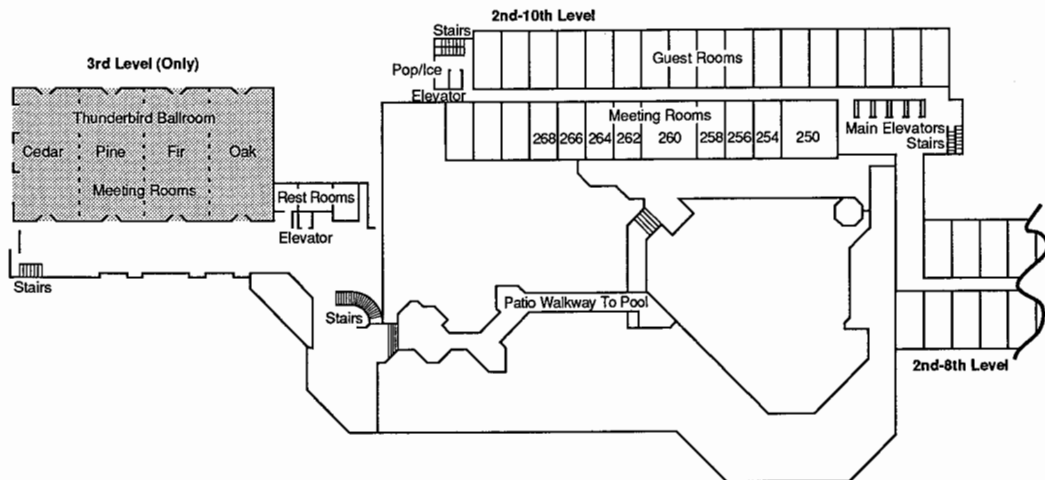 2nd-10th Level
Stairs
Guest Rooms
Pop/Ice
Elevator
Meeting Rooms
268 266 264 262 260 258 256 254 250
Main Elevators
Stairs
3rd Level (Only)
Thunderbird Ballroom
Cedar Pine Fir Oak
Meeting Rooms
Rest Rooms
Elevator
Stairs
Stairs
Patio Walkway To Pool
2nd-8th Level